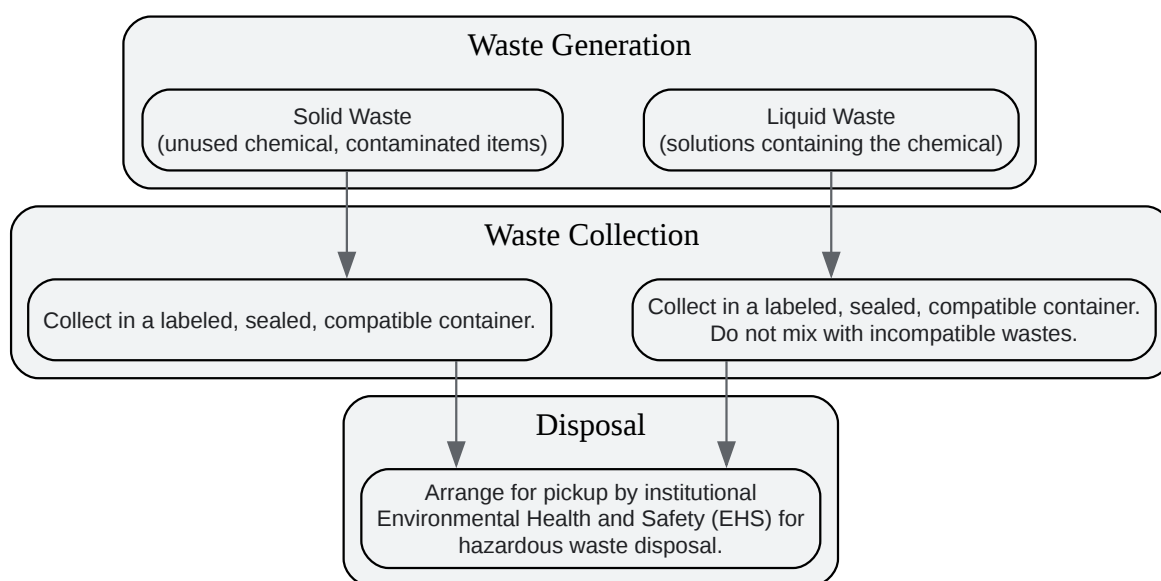 Waste Generation
Solid Waste
(unused chemical, contaminated items)
Liquid Waste
(solutions containing the chemical)
Waste Collection
Collect in a labeled, sealed, compatible container.
Collect in a labeled, sealed, compatible container.
Do not mix with incompatible wastes.
Disposal
Arrange for pickup by institutional
Environmental Health and Safety (EHS) for
hazardous waste disposal.